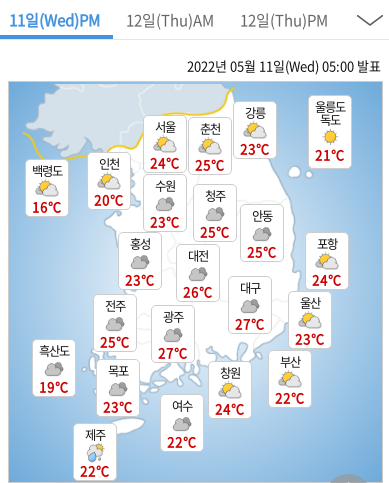 11일(Wed)PM 12일(Thu)AM 12일(Thu)PM
2022년 05월 11일(Wed) 05:00 발표
울릉도
독도
21℃
강릉
23℃
서울
24℃
춘천
25℃
인천
20℃
백령도
16℃
수원
23℃
청주
25℃
안동
25℃
홍성
23℃
대전
26℃
포항
24℃
대구
27℃
울산
23℃
전주
25℃
광주
27℃
흑산도
19℃
목포
23℃
창원
24℃
부산
22℃
여수
22℃
제주
22℃